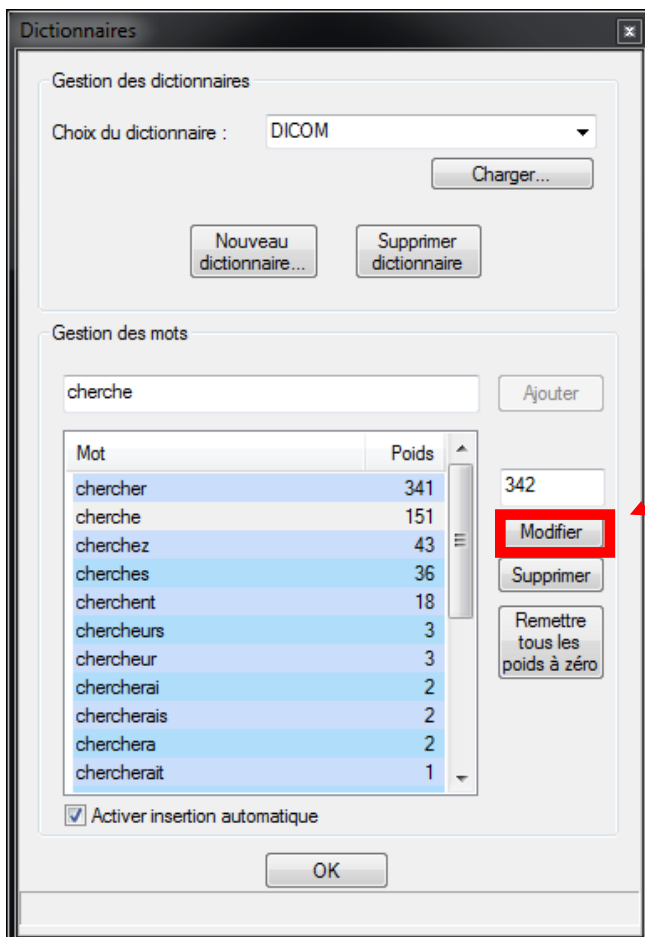 Dictionnaires
Gestion des dictionnaires
Choix du dictionnaire :
DICOM
Charger...
Nouveau
dictionnaire...
Supprimer
dictionnaire
Gestion des mots
cherche
Ajouter
Mot Poids
chercher 341
cherche 151
cherchez 43
cherches 36
cherchent 18
chercheurs 3
chercheur 3
chercherai 2
chercherais 2
cherchera 2
chercherait 1
342
Modifier
Supprimer
Remettre
tous les
poids à zéro
Activer insertion automatique
OK